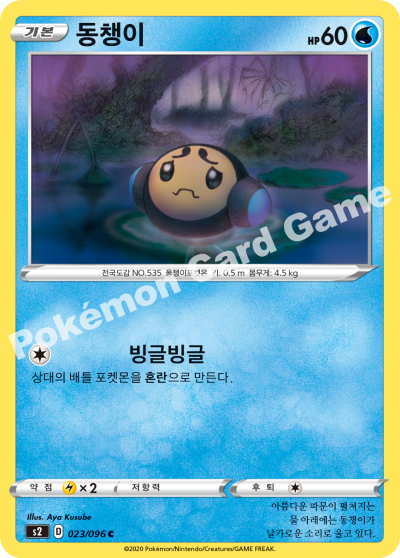 기본 동챙이 HP60
전국도감 NO.535 올챙이포켓몬 키: 0.5 m 몸무게: 4.5 kg
Pokémon Card Game
빙글빙글
상대의 배틀 포켓몬을 혼란으로 만든다.
약점 ×2 저항력 후퇴
Illus. Aya Kusube
s2 D 023/096 C
아름다운 파문이 펼쳐지는
물 아래에는 동챙이가
날카로운 소리로 울고 있다.
©2020 Pokémon/Nintendo/Creatures/GAME FREAK.